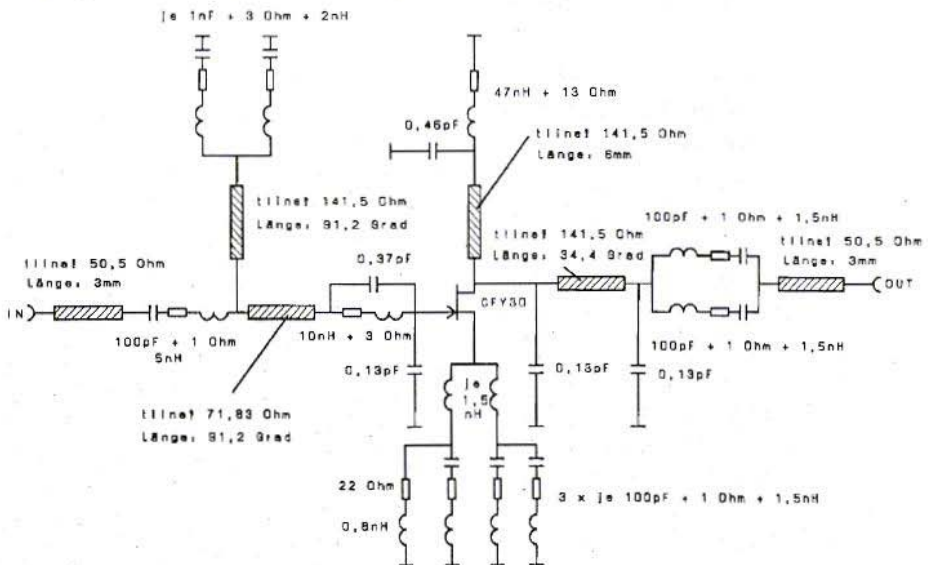 je 1nF + 3 Ohm + 2nH
47nH + 13 Ohm
0,46pF
tline! 141,5 Ohm
Länge: 6mm
tline! 141,5 Ohm
Länge: 91,2 Grad
tline! 141,5 Ohm
Länge: 34,4 Grad
100pF + 1 Ohm + 1,5nH
tline! 50,5 Ohm
Länge: 3mm
tline! 50,5 Ohm
Länge: 3mm
0,37pF
CFY30
IN
OUT
100pF + 1 Ohm
5nH
10nH + 3 Ohm
100pF + 1 Ohm + 1,5nH
0,13pF
je
1,5
nH
0,13pF
0,13pF
tline! 71,83 Ohm
Länge: 91,2 Grad
22 Ohm
0,8nH
3 x je 100pF + 1 Ohm + 1,5nH